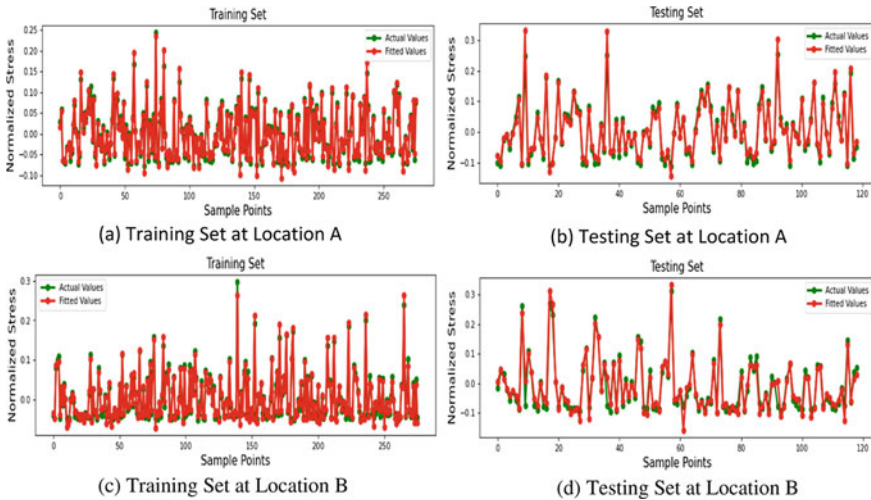 Training Set
Normalized Stress
0.25
0.20
0.15
0.10
0.05
0.00
−0.05
−0.10
Actual Values
Fitted Values
0 50 100 150 200 250
Sample Points
(a) Training Set at Location A
Testing Set
Normalized Stress
0.3
0.2
0.1
0.0
−0.1
Actual Values
Fitted Values
0 20 40 60 80 100 120
Sample Points
(b) Testing Set at Location A
Training Set
Normalized Stress
0.3
0.2
0.1
0.0
Actual Values
Fitted Values
0 50 100 150 200 250
Sample Points
(c) Training Set at Location B
Testing Set
Normalized Stress
0.3
0.2
0.1
0.0
−0.1
Actual Values
Fitted Values
0 20 40 60 80 100 120
Sample Points
(d) Testing Set at Location B